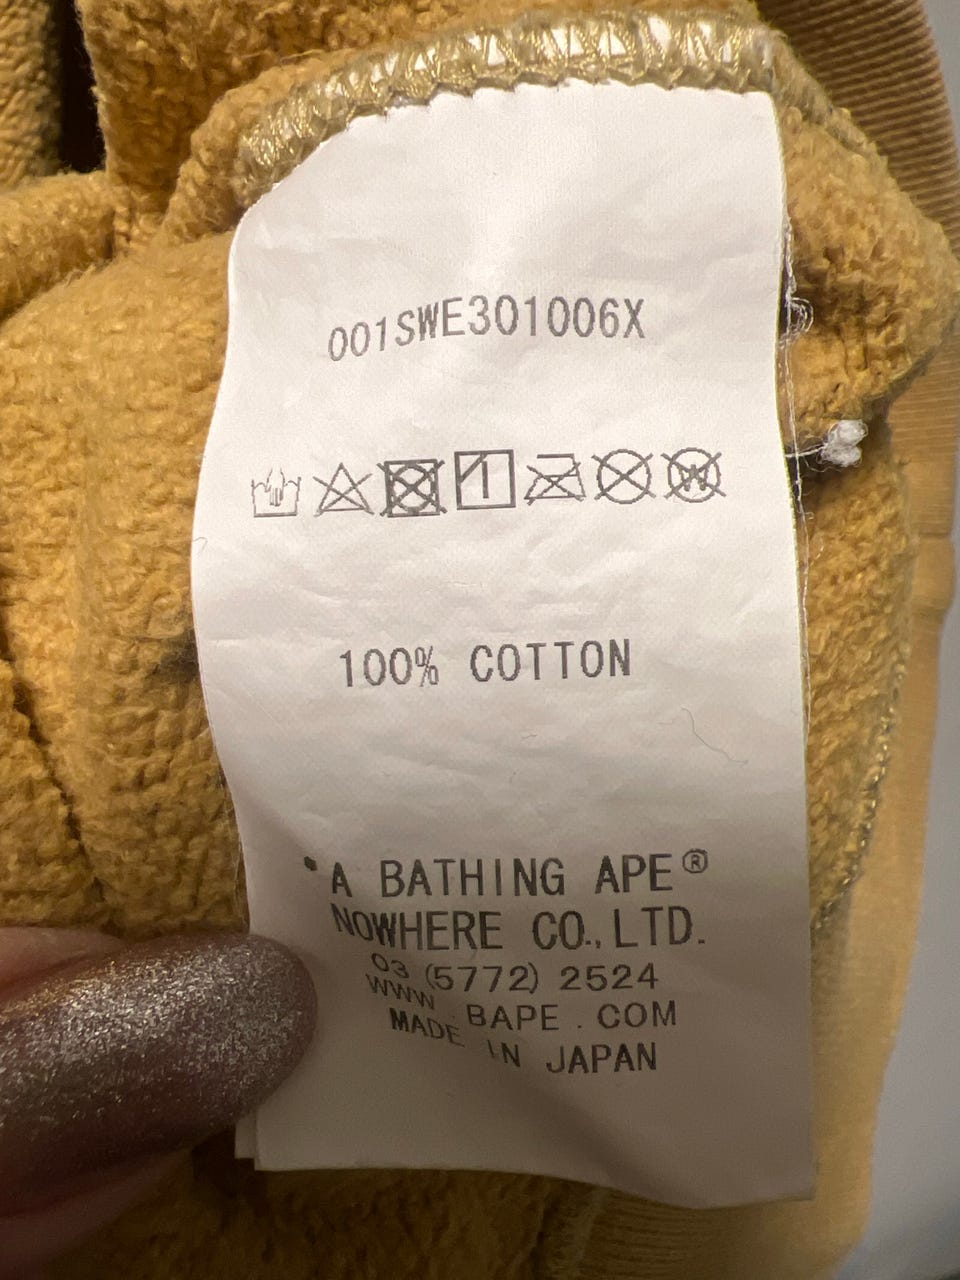 001SWE301006X
W
100% COTTON
*A BATHING APE®
NOWHERE CO.,LTD.
03 (5772) 2524
WWW.BAPE.COM
MADE IN JAPAN